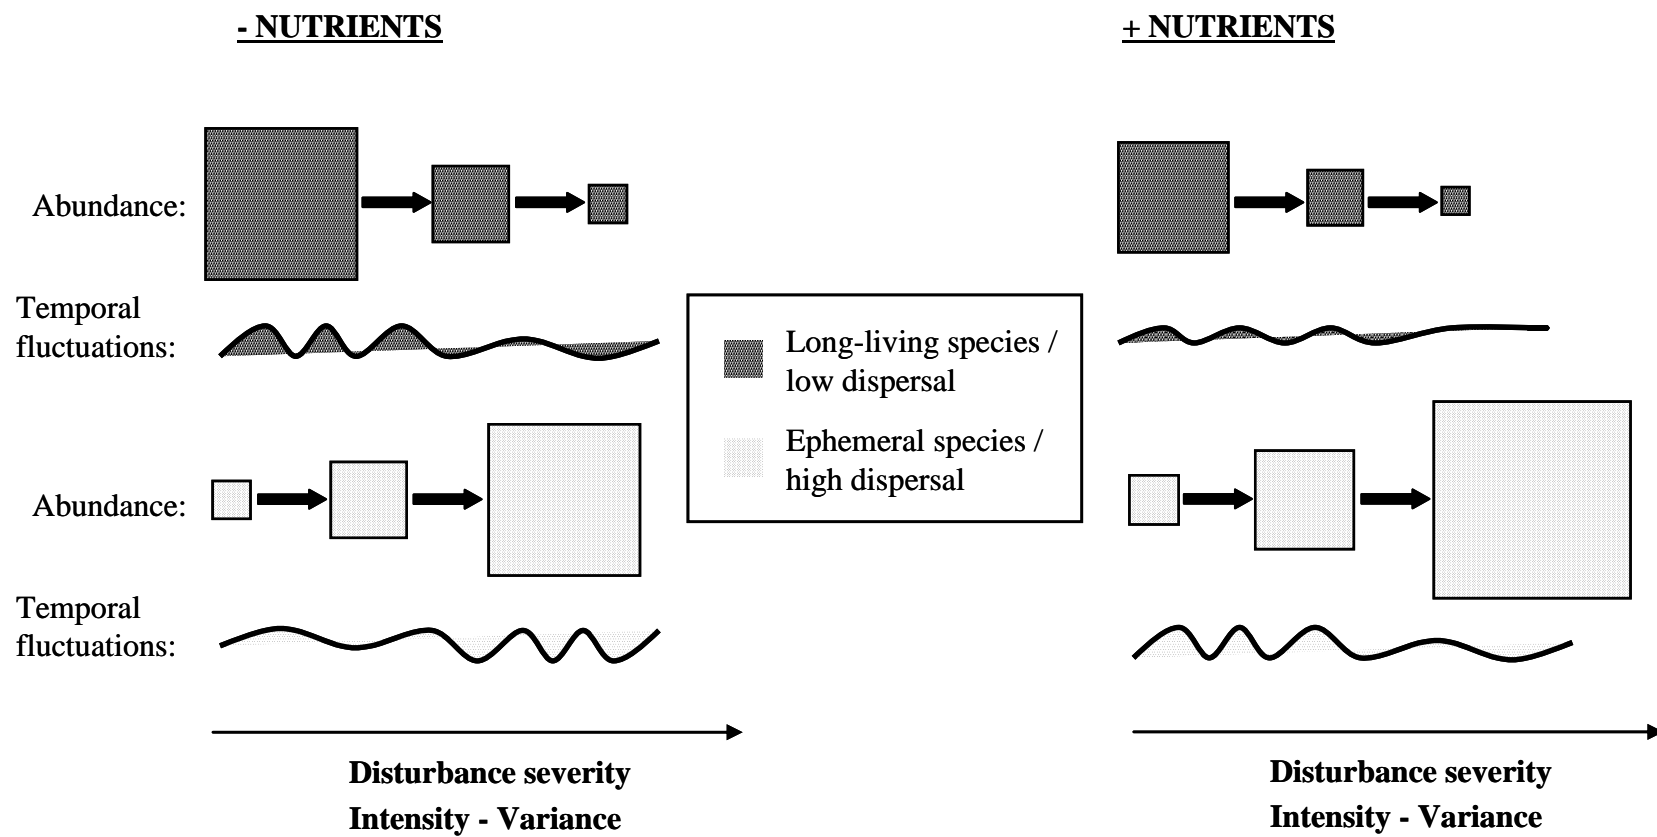 - NUTRIENTS
+ NUTRIENTS
Abundance:
Temporal
fluctuations:
Long-living species /
low dispersal
Ephemeral species /
high dispersal
Abundance:
Temporal
fluctuations:
Disturbance severity
Intensity - Variance
Disturbance severity
Intensity - Variance